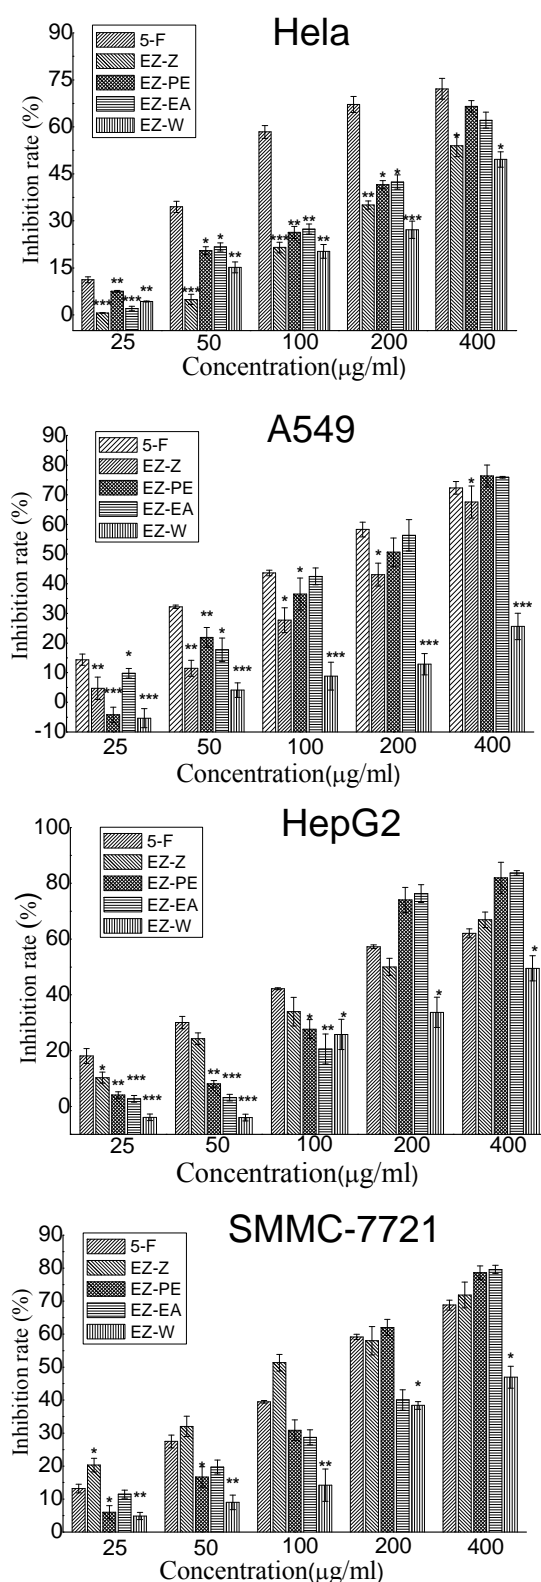 Hela
5-F
EZ-Z
EZ-PE
EZ-EA
EZ-W
90
75
60
45
30
15
0
Inhibition rate (%)
** *** ** *** **
*** * * **
*** ** ** **
** * * ***
* *
25 50 100 200 400
Concentration(μg/ml)
A549
5-F
EZ-Z
EZ-PE
EZ-EA
EZ-W
90
80
70
60
50
40
30
20
10
0
-10
Inhibition rate (%)
** *** * ***
** ** * ***
* * ***
* ***
* ***
25 50 100 200 400
Concentration(μg/ml)
HepG2
5-F
EZ-Z
EZ-PE
EZ-EA
EZ-W
100
80
60
40
20
0
Inhibition rate (%)
* ** *** ***
** *** ***
* ** *
*
*
25 50 100 200 400
Concentration(μg/ml)
SMMC-7721
5-F
EZ-Z
EZ-PE
EZ-EA
EZ-W
90
80
70
60
50
40
30
20
10
0
Inhibition rate (%)
* * **
* **
**
*
*
25 50 100 200 400
Concentration(μg/ml)